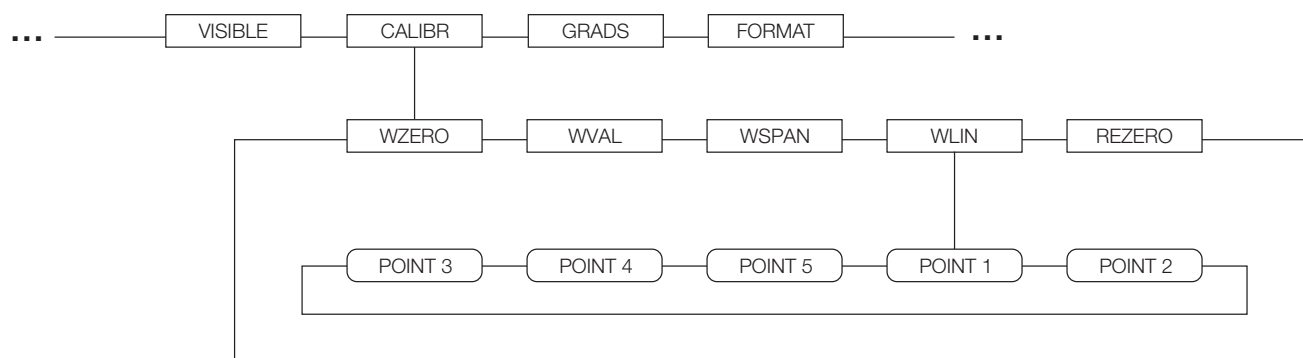 ... VISIBLE CALIBR GRADS FORMAT ...
WZERO WVAL WSPAN WLIN REZERO
POINT 3 POINT 4 POINT 5 POINT 1 POINT 2